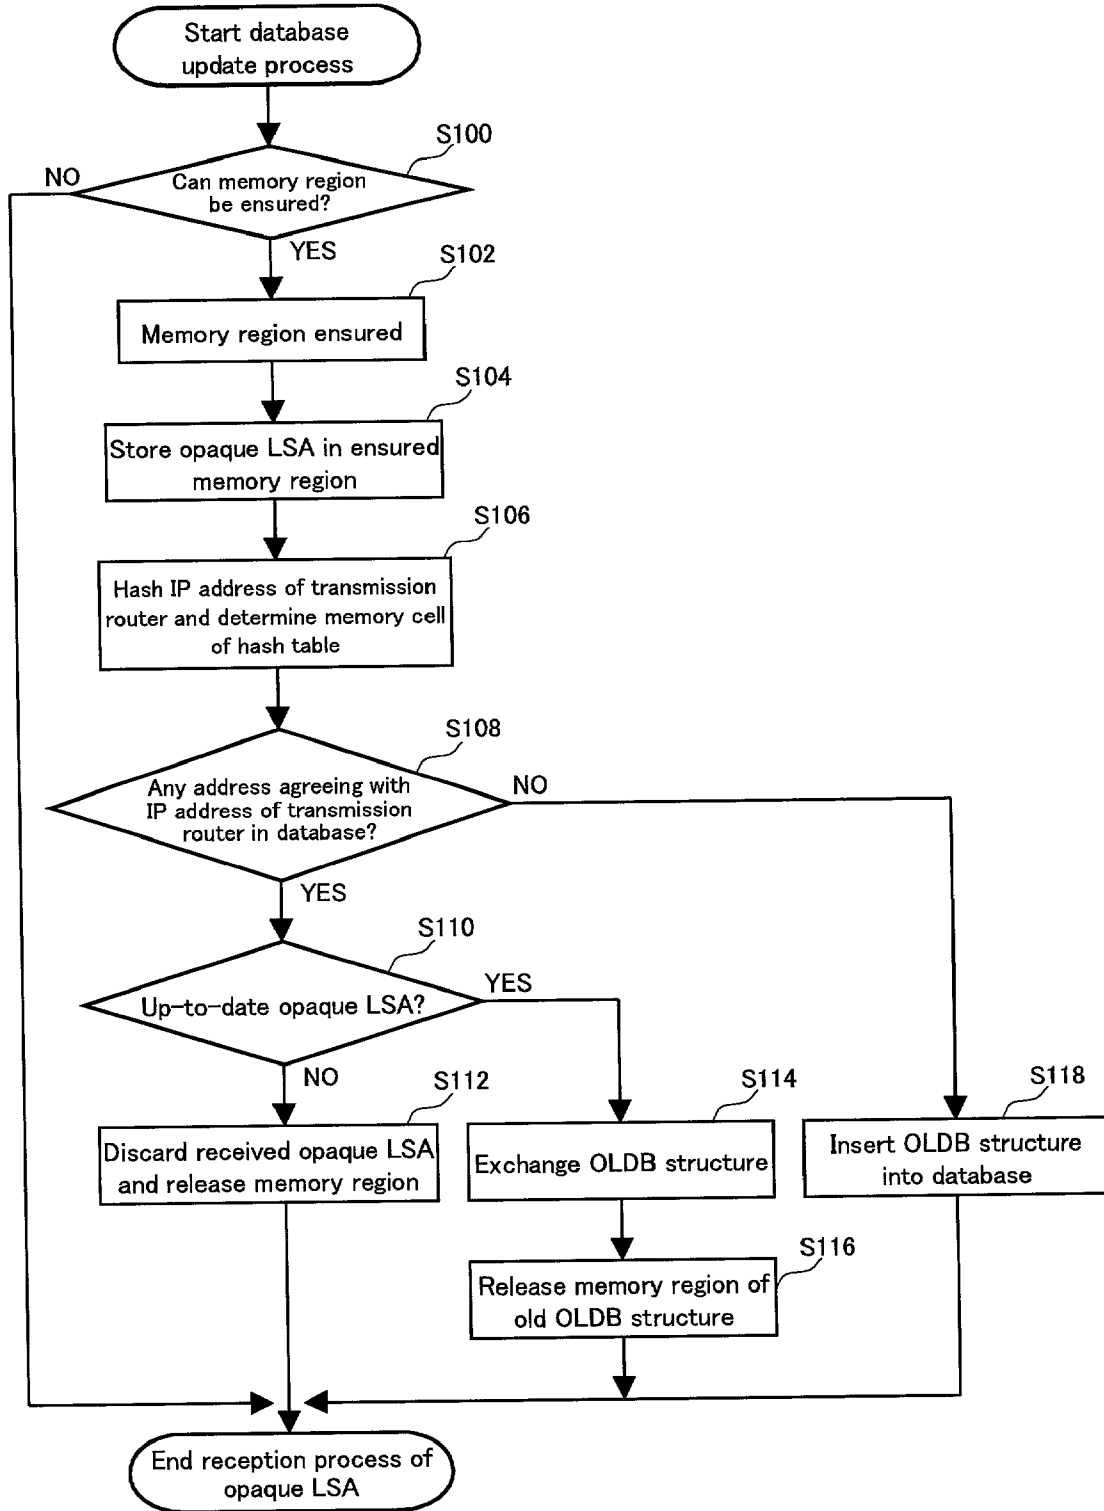 Start database
update process
S100
NO
Can memory region
be ensured?
YES
S102
Memory region ensured
S104
Store opaque LSA in ensured
memory region
S106
Hash IP address of transmission
router and determine memory cell
of hash table
S108
Any address agreeing with
IP address of transmission
router in database?
NO
YES
S110
Up-to-date opaque LSA?
YES
NO
S112
Discard received opaque LSA
and release memory region
S114
Exchange OLDB structure
S118
Insert OLDB structure
into database
S116
Release memory region of
old OLDB structure
End reception process of
opaque LSA